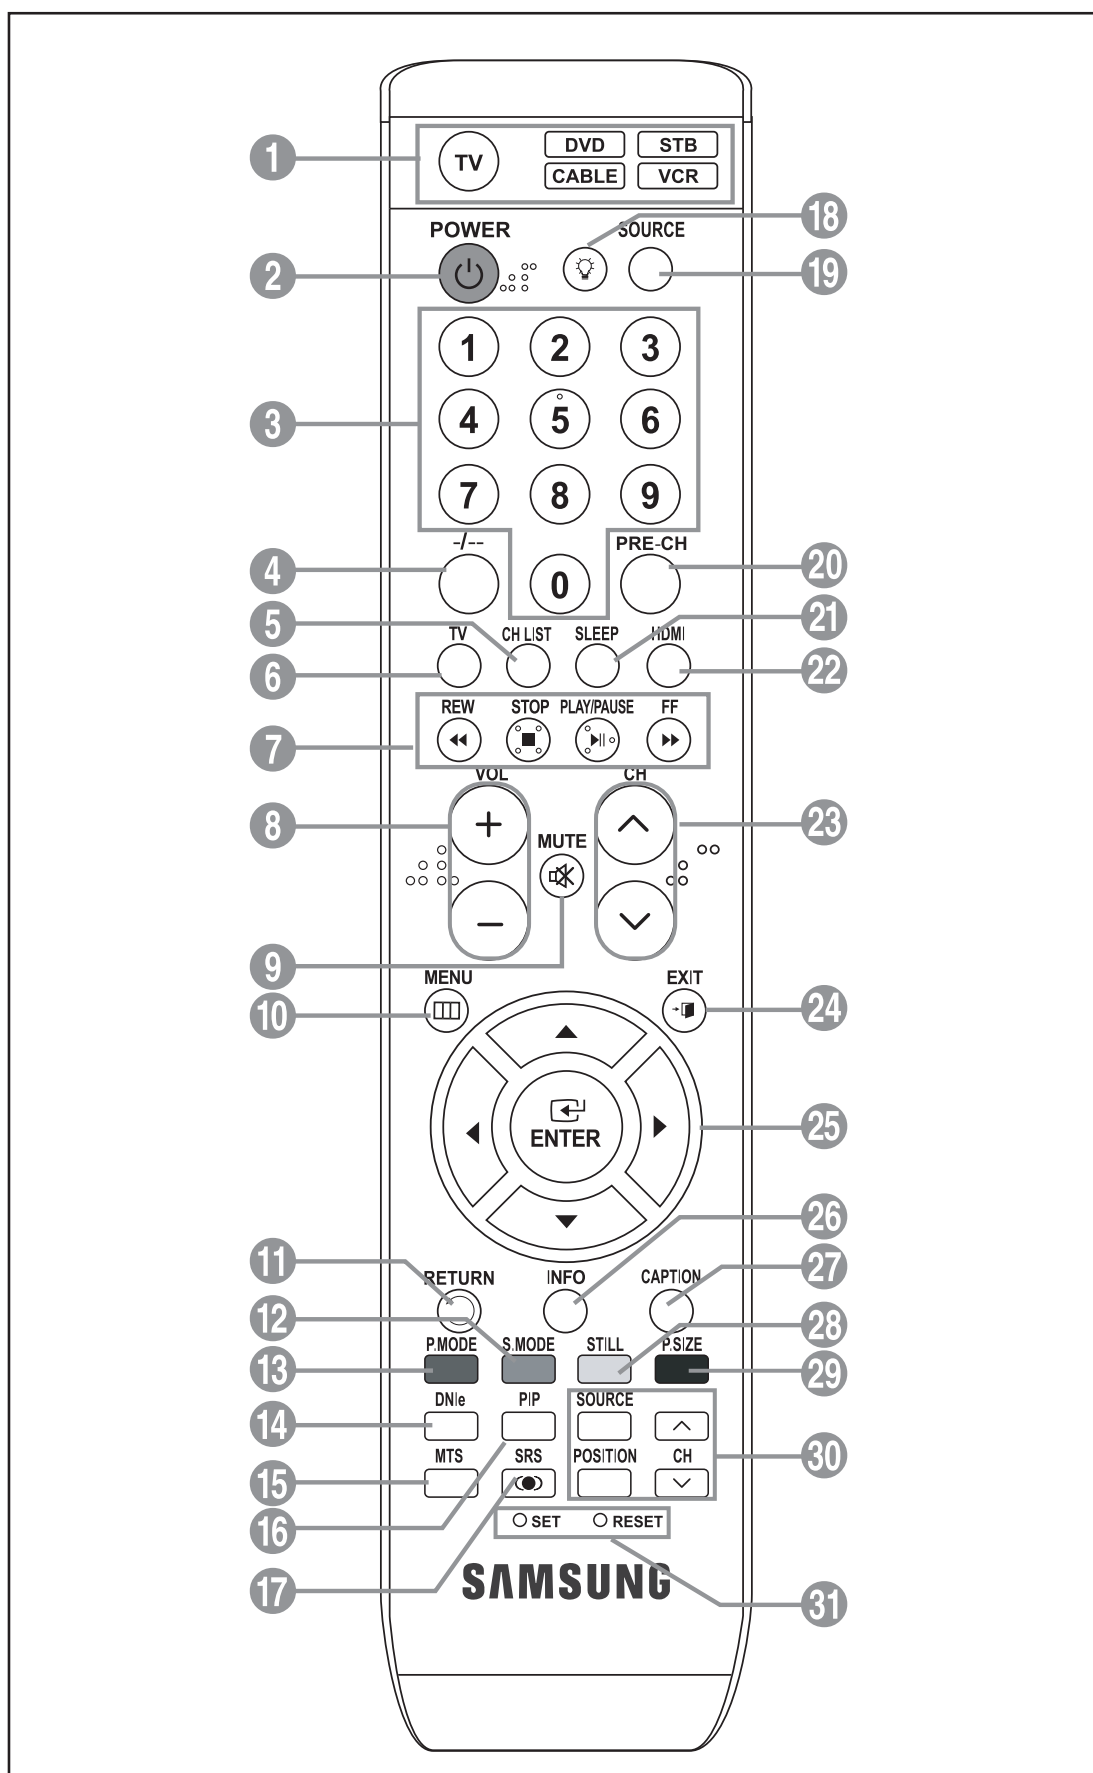 1 TV DVD STB
CABLE VCR
POWER 18 SOURCE
2 19
1 2 3
3 4 5 6
7 8 9
-/-- PRE-CH
4 0 20
5 TV CH LIST SLEEP HDMI 21
6 22
REW STOP PLAY/PAUSE FF
7
VOL CH
8 + 23
MUTE
−
9
MENU EXIT
10 24
ENTER 25
26
11 RETURN INFO CAPTION 27
12 28
P.MODE S.MODE STILL P.SIZE
13 29
DNIe PIP SOURCE
14
MTS SRS POSITION CH 30
15
16 SET RESET
17 SAMSUNG 31